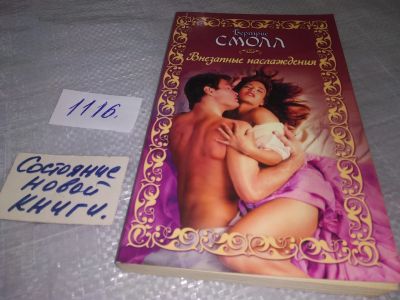 Бертрис
СМОЛЛ
Внезапные наслаждения
1116.
Состояние
новой
книги.